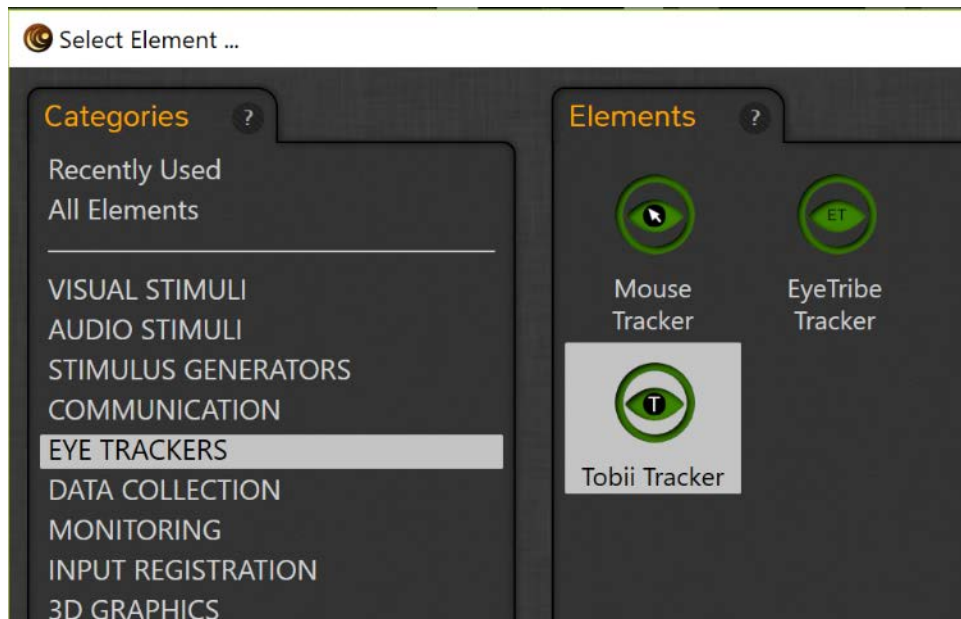 Select Element ...
Categories ?
Recently Used
All Elements
VISUAL STIMULI
AUDIO STIMULI
STIMULUS GENERATORS
COMMUNICATION
EYE TRACKERS
DATA COLLECTION
MONITORING
INPUT REGISTRATION
3D GRAPHICS
Elements ?
Mouse
Tracker
ET
EyeTribe
Tracker
T
Tobii Tracker